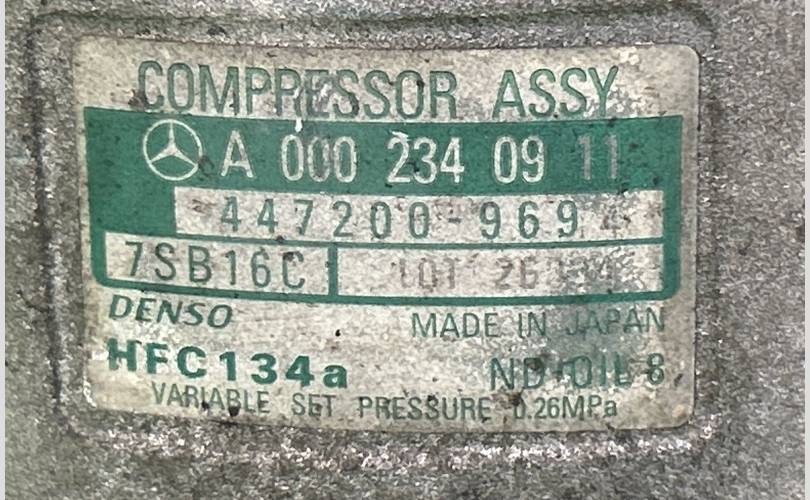 COMPRESSOR ASSY
A 000 234 09 11
447200-9694
7SB16C LOT
DENSO MADE IN JAPAN
HFC134a ND-OIL 8
VARIABLE SET PRESSURE 0.26MPa